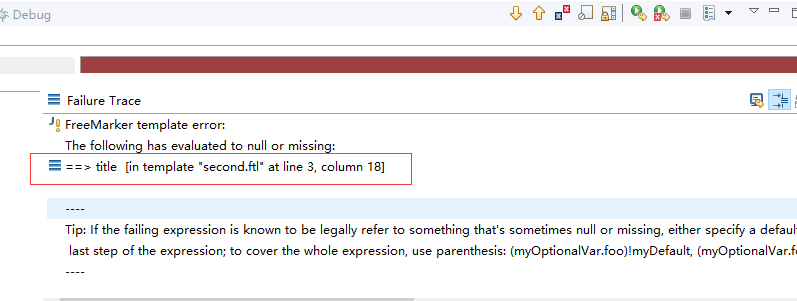 Debug
Failure Trace
FreeMarker template error:
The following has evaluated to null or missing:
==> title [in template "second.ftl" at line 3, column 18]
----
Tip: If the failing expression is known to be legally refer to something that's sometimes null or missing, either specify a defaul
last step of the expression; to cover the whole expression, use parenthesis: (myOptionalVar.foo)!myDefault, (myOptionalVar.fo
----